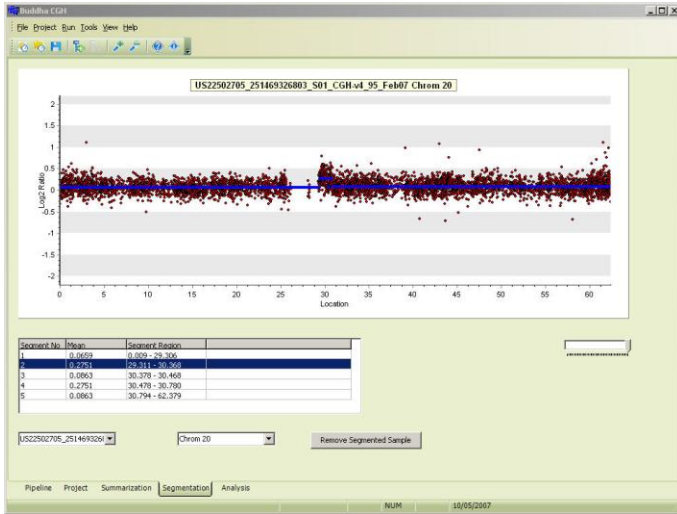 Buddha CGH
File Project Run Tools View Help
US22502705_251469326803_S01_CGH-v4_95_Feb07 Chrom 20
2
1.5
1
0.5
0
-0.5
-1
-1.5
-2
Log2 Ratio
0 5 10 15 20 25 30 35 40 45 50 55 60
Location
Segment No Mean Segment Region
1 0.0659 0.009 - 29.306
2 0.2751 29.311 - 30.368
3 0.0863 30.378 - 30.468
4 0.2751 30.478 - 30.780
5 0.0863 30.794 - 62.379
US22502705_251469326 Chrom 20 Remove Segmented Sample
Pipeline Project Summarization Segmentation Analysis
NUM 10/05/2007